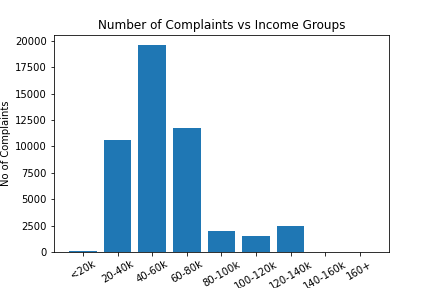 Number of Complaints vs Income Groups
No of Complaints
20000
17500
15000
12500
10000
7500
5000
2500
0
<20k
20-40k
40-60k
60-80k
80-100k
100-120k
120-140k
140-160k
160+